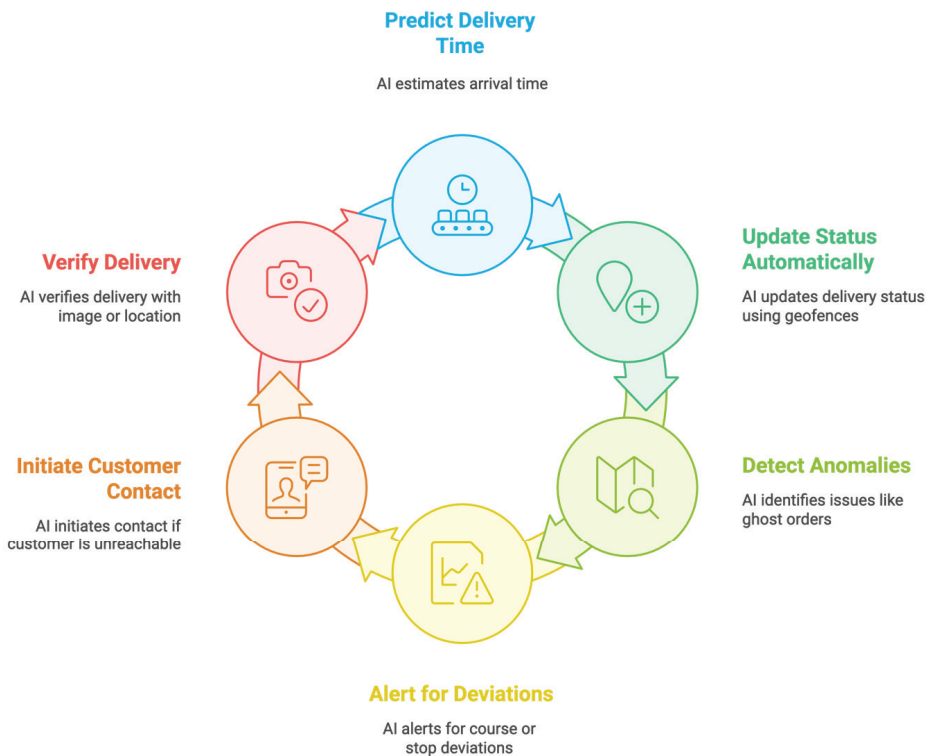 Predict Delivery
Time
AI estimates arrival time
Update Status
Automatically
AI updates delivery status
using geofences
Detect Anomalies
AI identifies issues like
ghost orders
Alert for Deviations
AI alerts for course or
stop deviations
Initiate Customer
Contact
AI initiates contact if
customer is unreachable
Verify Delivery
AI verifies delivery with
image or location